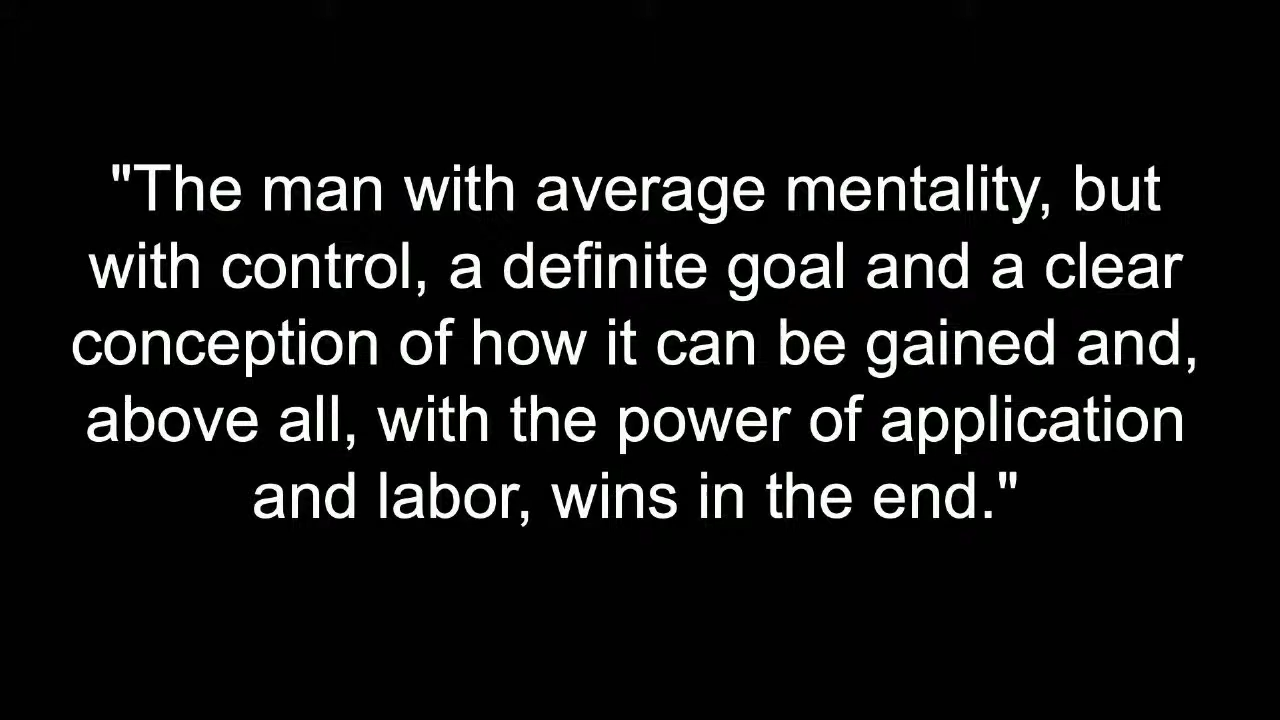 "The man with average mentality, but
with control, a definite goal and a clear
conception of how it can be gained and,
above all, with the power of application
and labor, wins in the end."